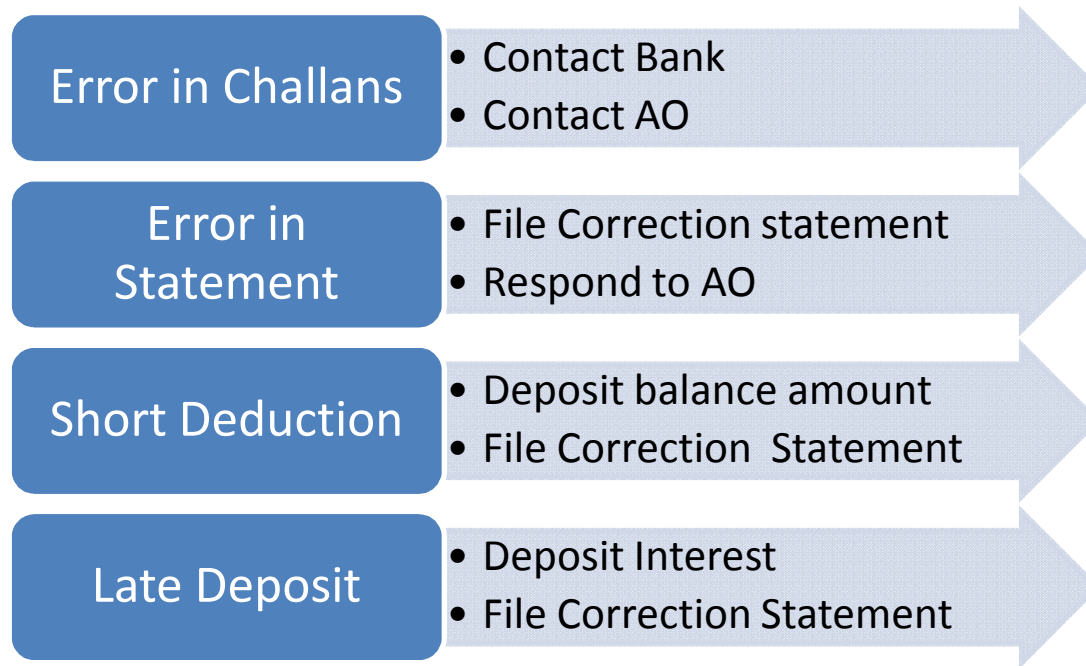 Error in Challans
• Contact Bank
• Contact AO
Error in
Statement
• File Correction statement
• Respond to AO
Short Deduction
• Deposit balance amount
• File Correction  Statement
Late Deposit
• Deposit Interest
• File Correction Statement